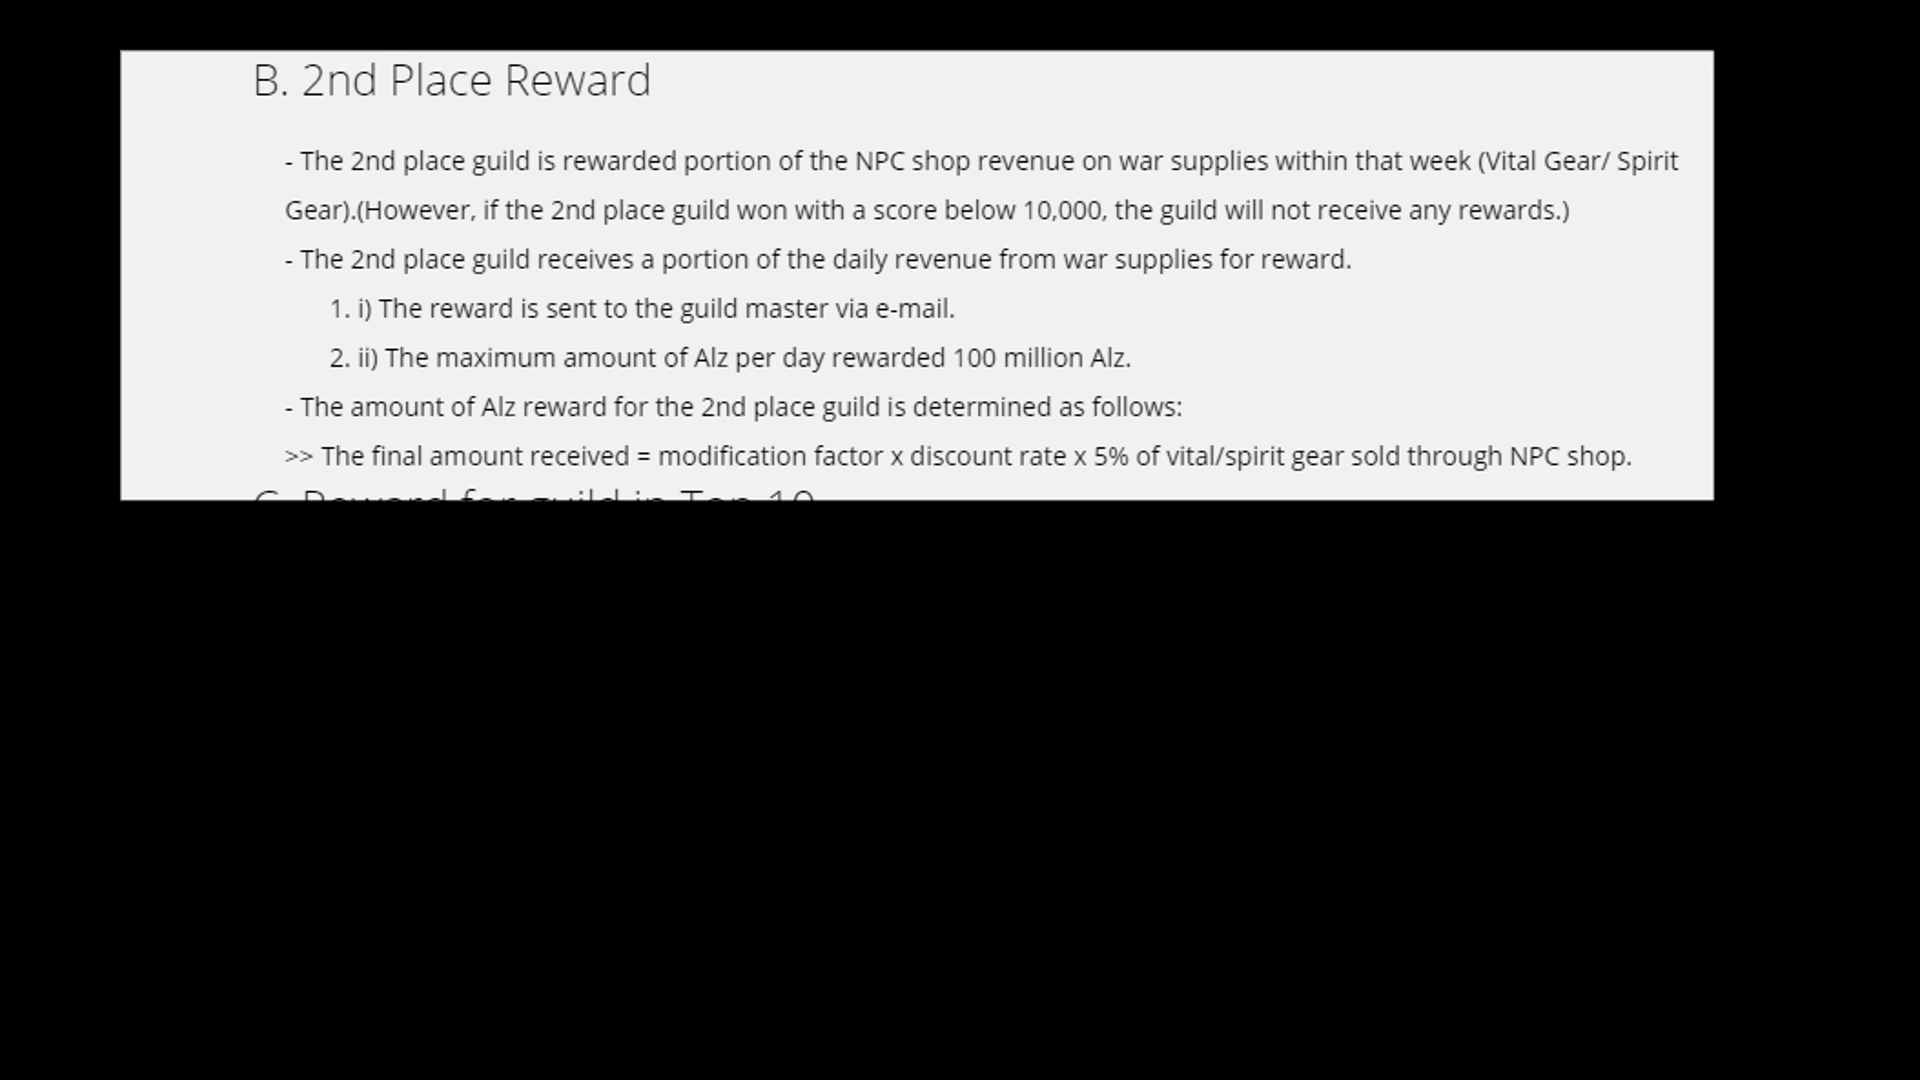 B. 2nd Place Reward
- The 2nd place guild is rewarded portion of the NPC shop revenue on war supplies within that week (Vital Gear/ Spirit
Gear).(However, if the 2nd place guild won with a score below 10,000, the guild will not receive any rewards.)
- The 2nd place guild receives a portion of the daily revenue from war supplies for reward.
1. i) The reward is sent to the guild master via e-mail.
2. ii) The maximum amount of Alz per day rewarded 100 million Alz.
- The amount of Alz reward for the 2nd place guild is determined as follows:
>> The final amount received = modification factor x discount rate x 5% of vital/spirit gear sold through NPC shop.
C. Reward for guild in Top 10